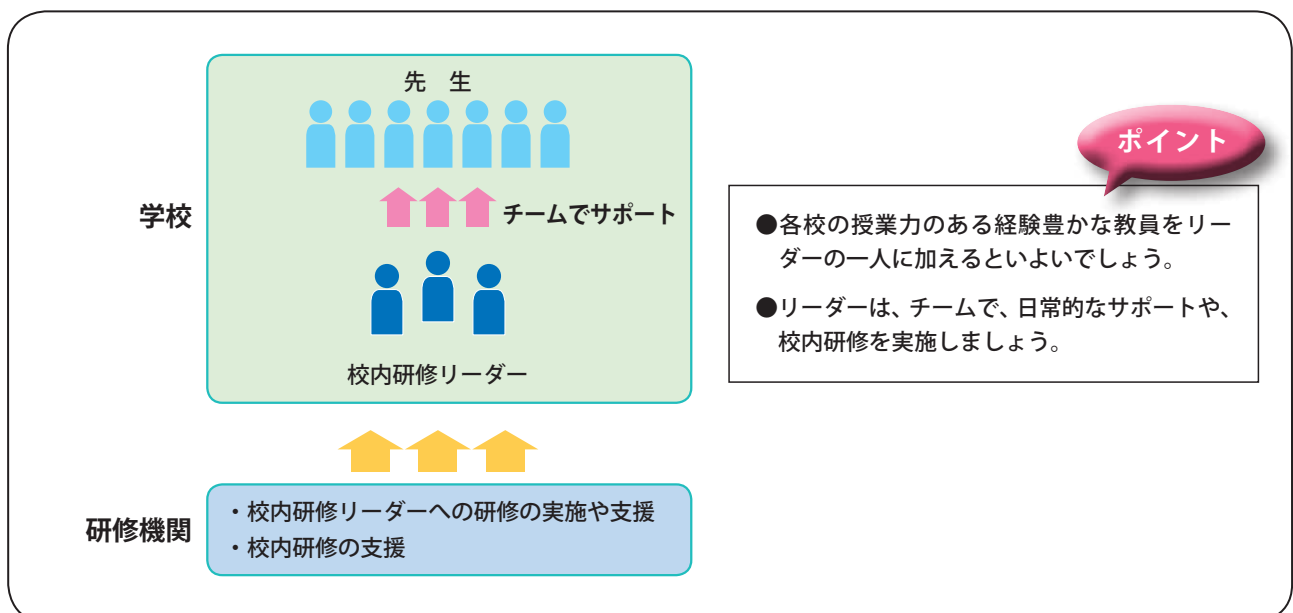 先　生
学校
チームでサポート
校内研修リーダー
研修機関
・校内研修リーダーへの研修の実施や支援
・校内研修の支援
ポイント
●各校の授業力のある経験豊かな教員をリー
ダーの一人に加えるといよいでしょう。
●リーダーは、チームで、日常的なサポートや、
校内研修を実施しましょう。